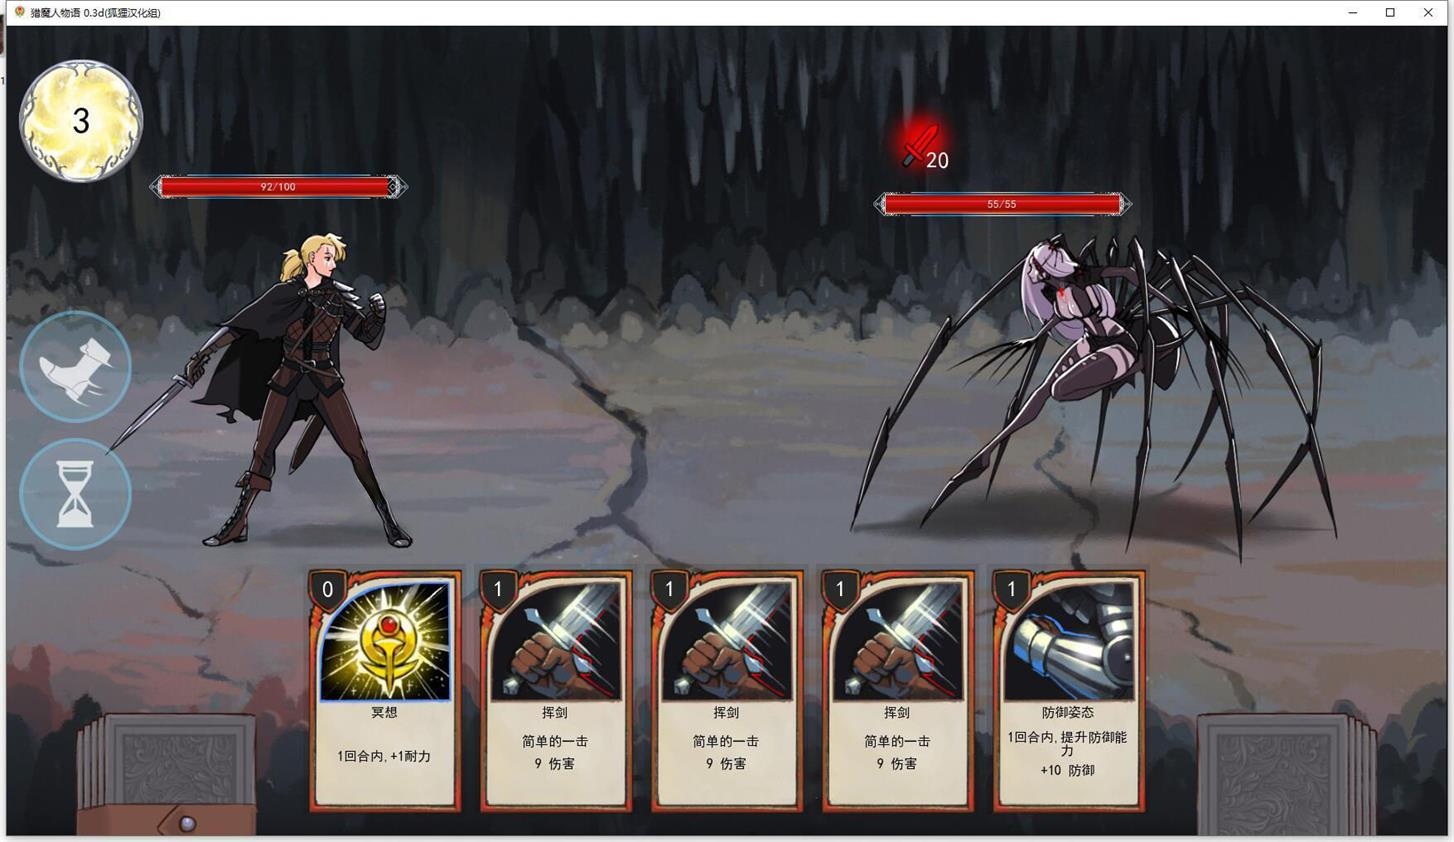 猎魔人物语 0.3d(狐狸汉化组)
1
3
92/100
20
55/55
0
冥想
1回合内,+1耐力
1
挥剑
简单的一击
9 伤害
1
挥剑
简单的一击
9 伤害
1
挥剑
简单的一击
9 伤害
1
防御姿态
1回合内,提升防御能
力
+10 防御